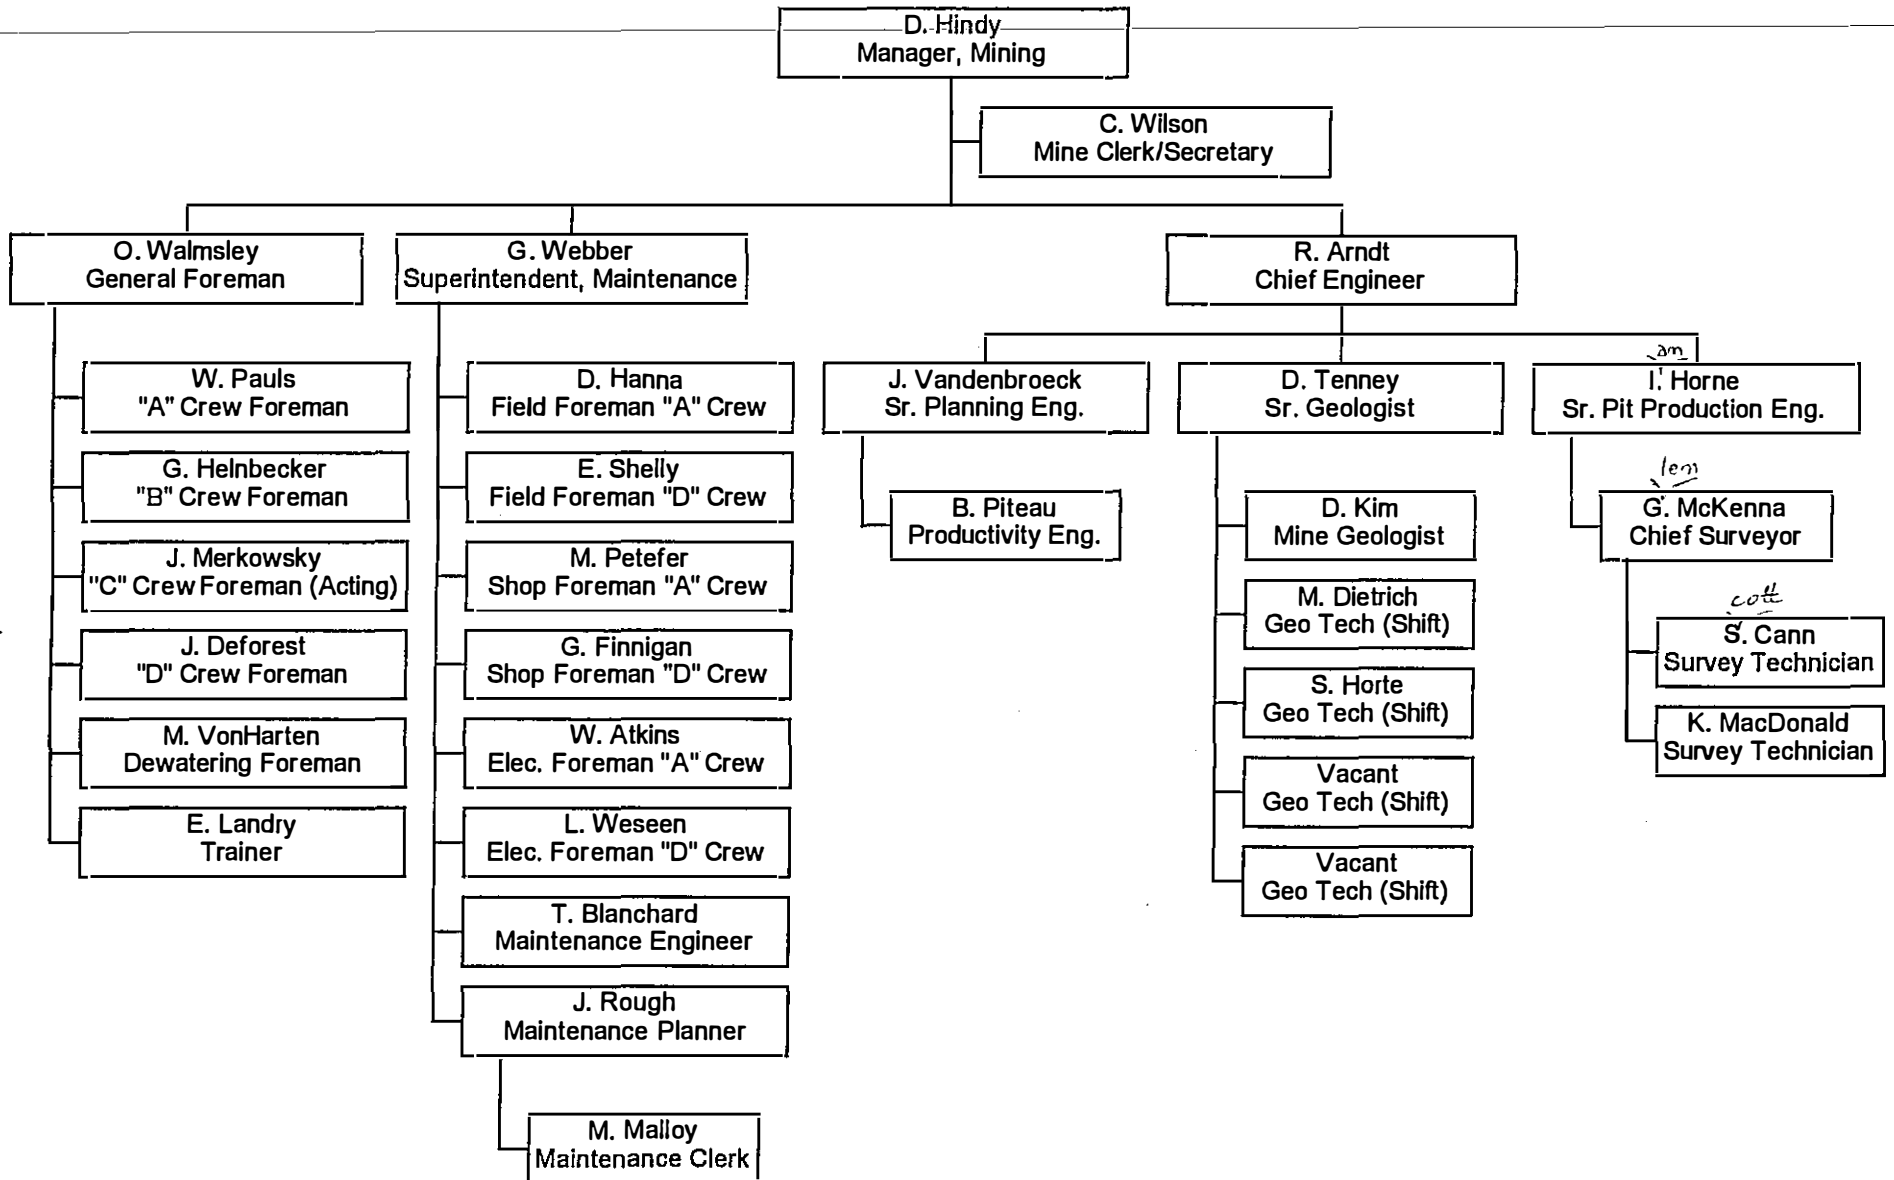 D. Hindy
Manager, Mining
C. Wilson
Mine Clerk/Secretary
O. Walmsley
General Foreman
G. Webber
Superintendent, Maintenance
R. Arndt
Chief Engineer
W. Pauls
"A" Crew Foreman
G. Helnbecker
"B" Crew Foreman
J. Merkowsky
"C" Crew Foreman (Acting)
J. Deforest
"D" Crew Foreman
M. VonHarten
Dewatering Foreman
E. Landry
Trainer
D. Hanna
Field Foreman "A" Crew
E. Shelly
Field Foreman "D" Crew
M. Petefer
Shop Foreman "A" Crew
G. Finnigan
Shop Foreman "D" Crew
W. Atkins
Elec. Foreman "A" Crew
L. Weseen
Elec. Foreman "D" Crew
T. Blanchard
Maintenance Engineer
J. Rough
Maintenance Planner
M. Malloy
Maintenance Clerk
J. Vandenbroeck
Sr. Planning Eng.
B. Piteau
Productivity Eng.
D. Tenney
Sr. Geologist
D. Kim
Mine Geologist
M. Dietrich
Geo Tech (Shift)
S. Horte
Geo Tech (Shift)
Vacant
Geo Tech (Shift)
Vacant
Geo Tech (Shift)
an
I. Horne
Sr. Pit Production Eng.
len
G. McKenna
Chief Surveyor
cott
S. Cann
Survey Technician
K. MacDonald
Survey Technician